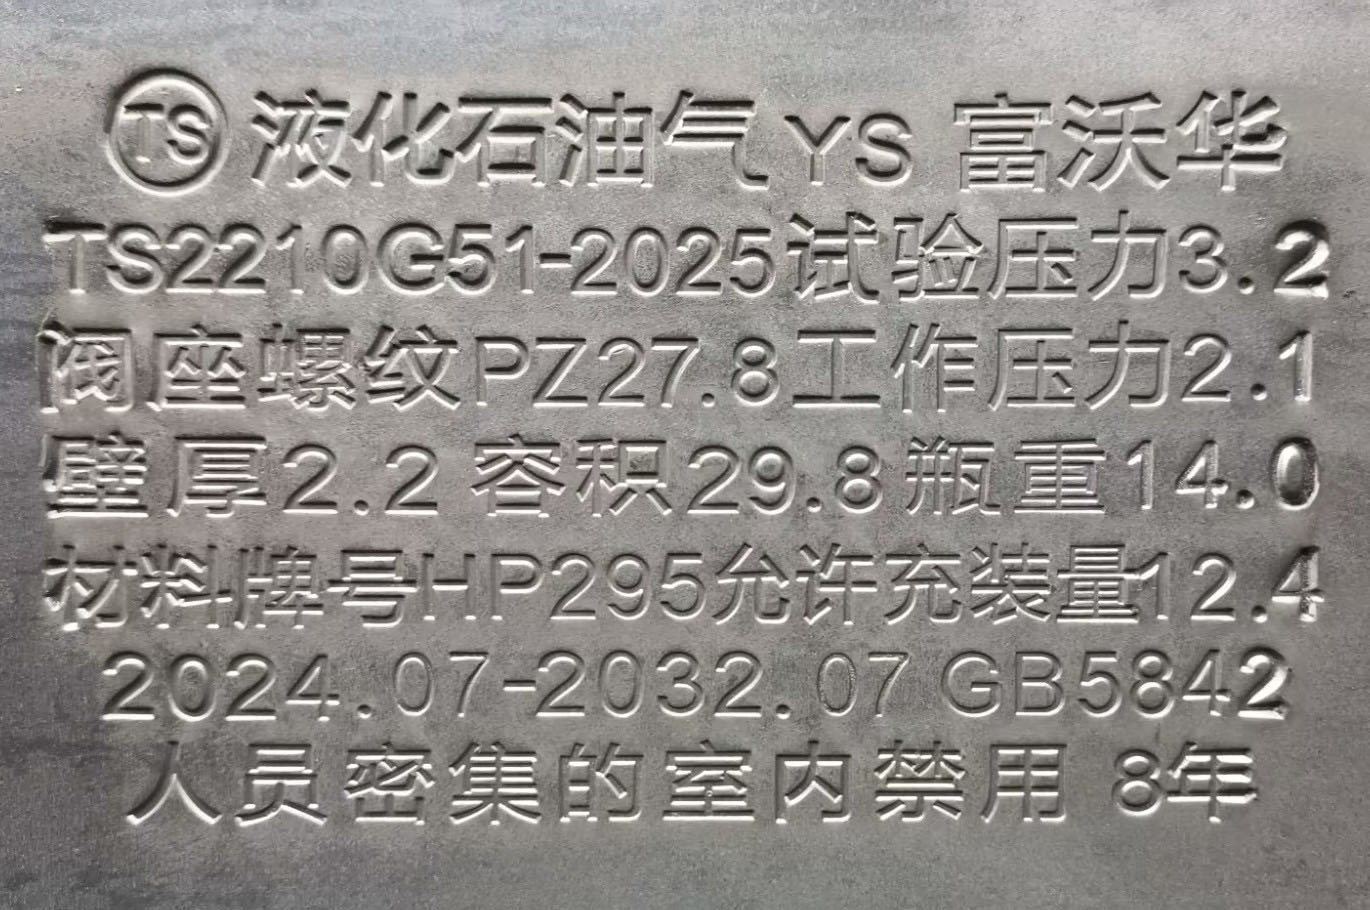 TS 液化石油气 YS 富沃华
TS2210G51-2025试验压力3.2
阀座螺纹PZ27.8工作压力2.1
壁厚2.2 容积29.8 瓶重14.0
材料牌号HP295允许充装量12.4
2024.07-2032.07 GB5842
人员密集的室内禁用 8年